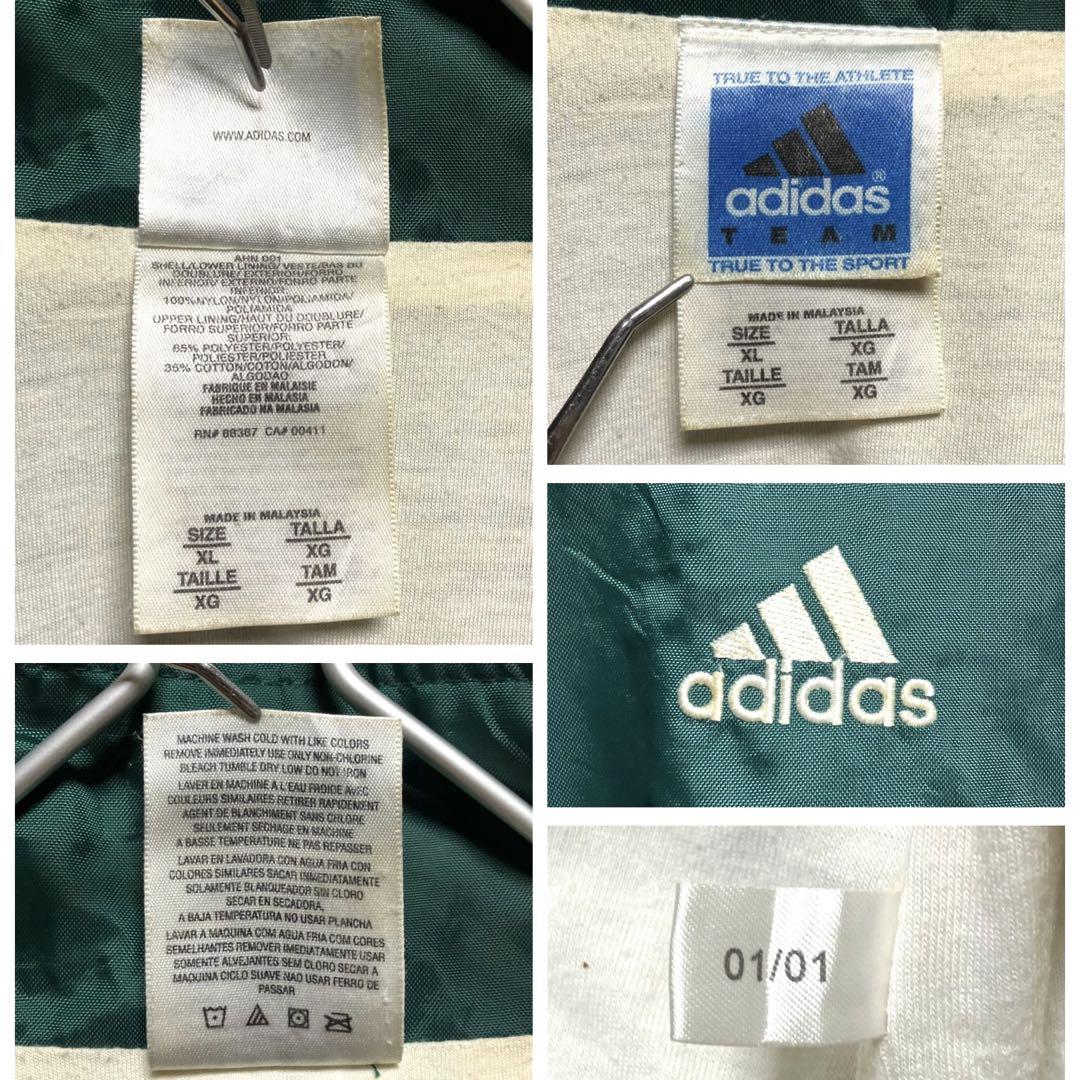 WWW.ADIDAS.COM
AHN 001
SHELL/LOWER LINING/VESTE/BAS DU
DOUBLURE/EXTERIOR/FORRO
INFERIOR/EXTERNO/FORRO PARTE
INFERIOR:
100%NYLON/NYLON/POLIAMIDA/
POLIAMIDA
UPPER LINING/HAUT DU DOUBLURE/
FORRO SUPERIOR/FORRO PARTE
SUPERIOR:
65% POLYESTER/POLYESTER/
POLIESTER/POLIESTER
35% COTTON/COTON/ALGODON/
ALGODAO
FABRIQUE EN MALAISIE
HECHO EN MALASIA
FABRICADO NA MALASIA
RN# 88387 CA# 00411
MADE IN MALAYSIA
SIZE TALLA
XL XG
TAILLE TAM
XG XG
TRUE TO THE ATHLETE
adidas®
TEAM
TRUE TO THE SPORT
MADE IN MALAYSIA
SIZE TALLA
XL XG
TAILLE TAM
XG XG
adidas
MACHINE WASH COLD WITH LIKE COLORS
REMOVE IMMEDIATELY USE ONLY NON-CHLORINE
BLEACH TUMBLE DRY LOW DO NOT IRON
LAVER EN MACHINE A L'EAU FROIDE AVEC
COULEURS SIMILAIRES RETIRER RAPIDEMENT
AGENT DE BLANCHIMENT SANS CHLORE
SEULEMENT SECHAGE EN MACHINE
A BASSE TEMPERATURE NE PAS REPASSER
LAVAR EN LAVADORA CON AGUA FRIA CON
COLORES SIMILARES SACAR INMEDIATAMENTE
SOLAMENTE BLANQUEADOR SIN CLORO
SECAR EN SECADORA,
A BAJA TEMPERATURA NO USAR PLANCHA
LAVAR A MAQUINA COM AGUA FRIA COM CORES
SEMELHANTES REMOVER IMEDIATAMENTE USAR
SOMENTE ALVEJANTES SEM CLORO SECAR A
MAQUINA CICLO SUAVE NAO USAR FERRO DE
PASSAR
01/01